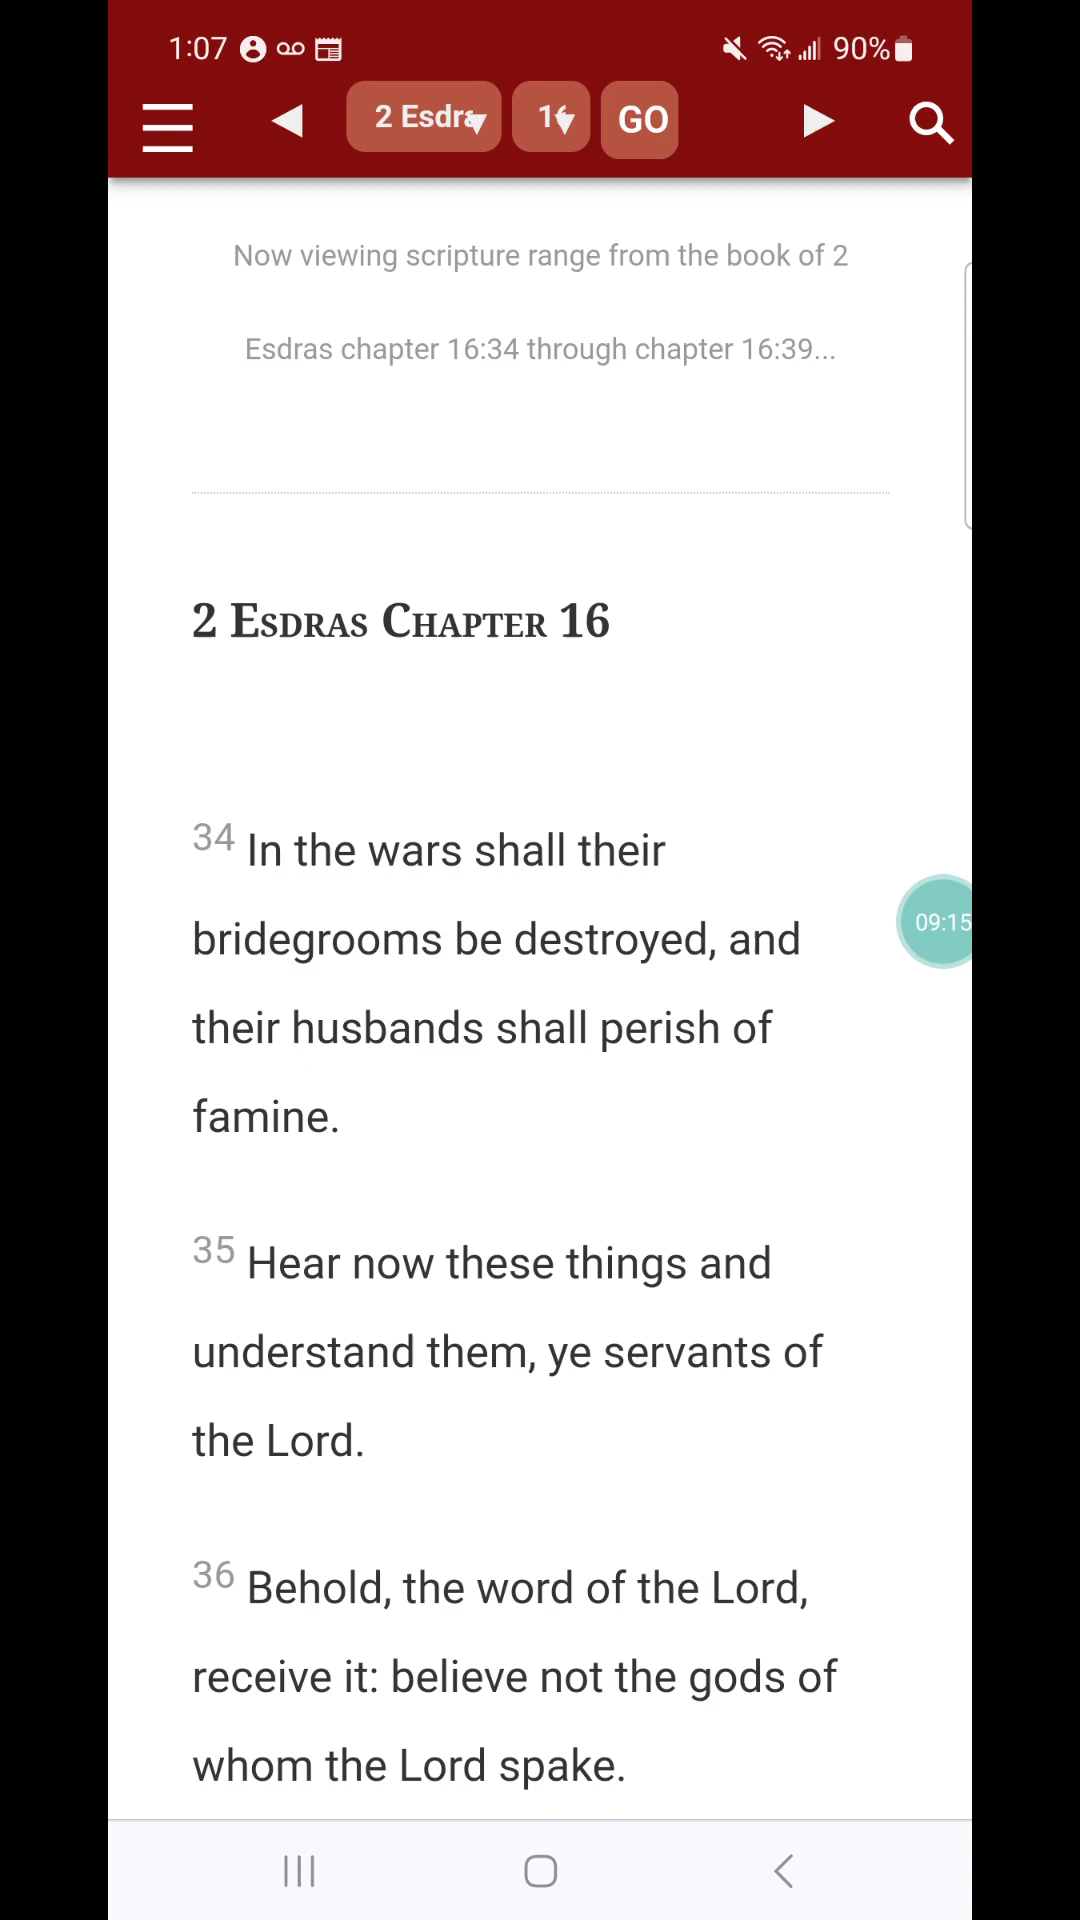 1:07 90%
2 Esdra 16 GO
Now viewing scripture range from the book of 2
Esdras chapter 16:34 through chapter 16:39...
2 Esdras Chapter 16
34 In the wars shall their
bridegrooms be destroyed, and
their husbands shall perish of
famine.
09:15
35 Hear now these things and
understand them, ye servants of
the Lord.
36 Behold, the word of the Lord,
receive it: believe not the gods of
whom the Lord spake.